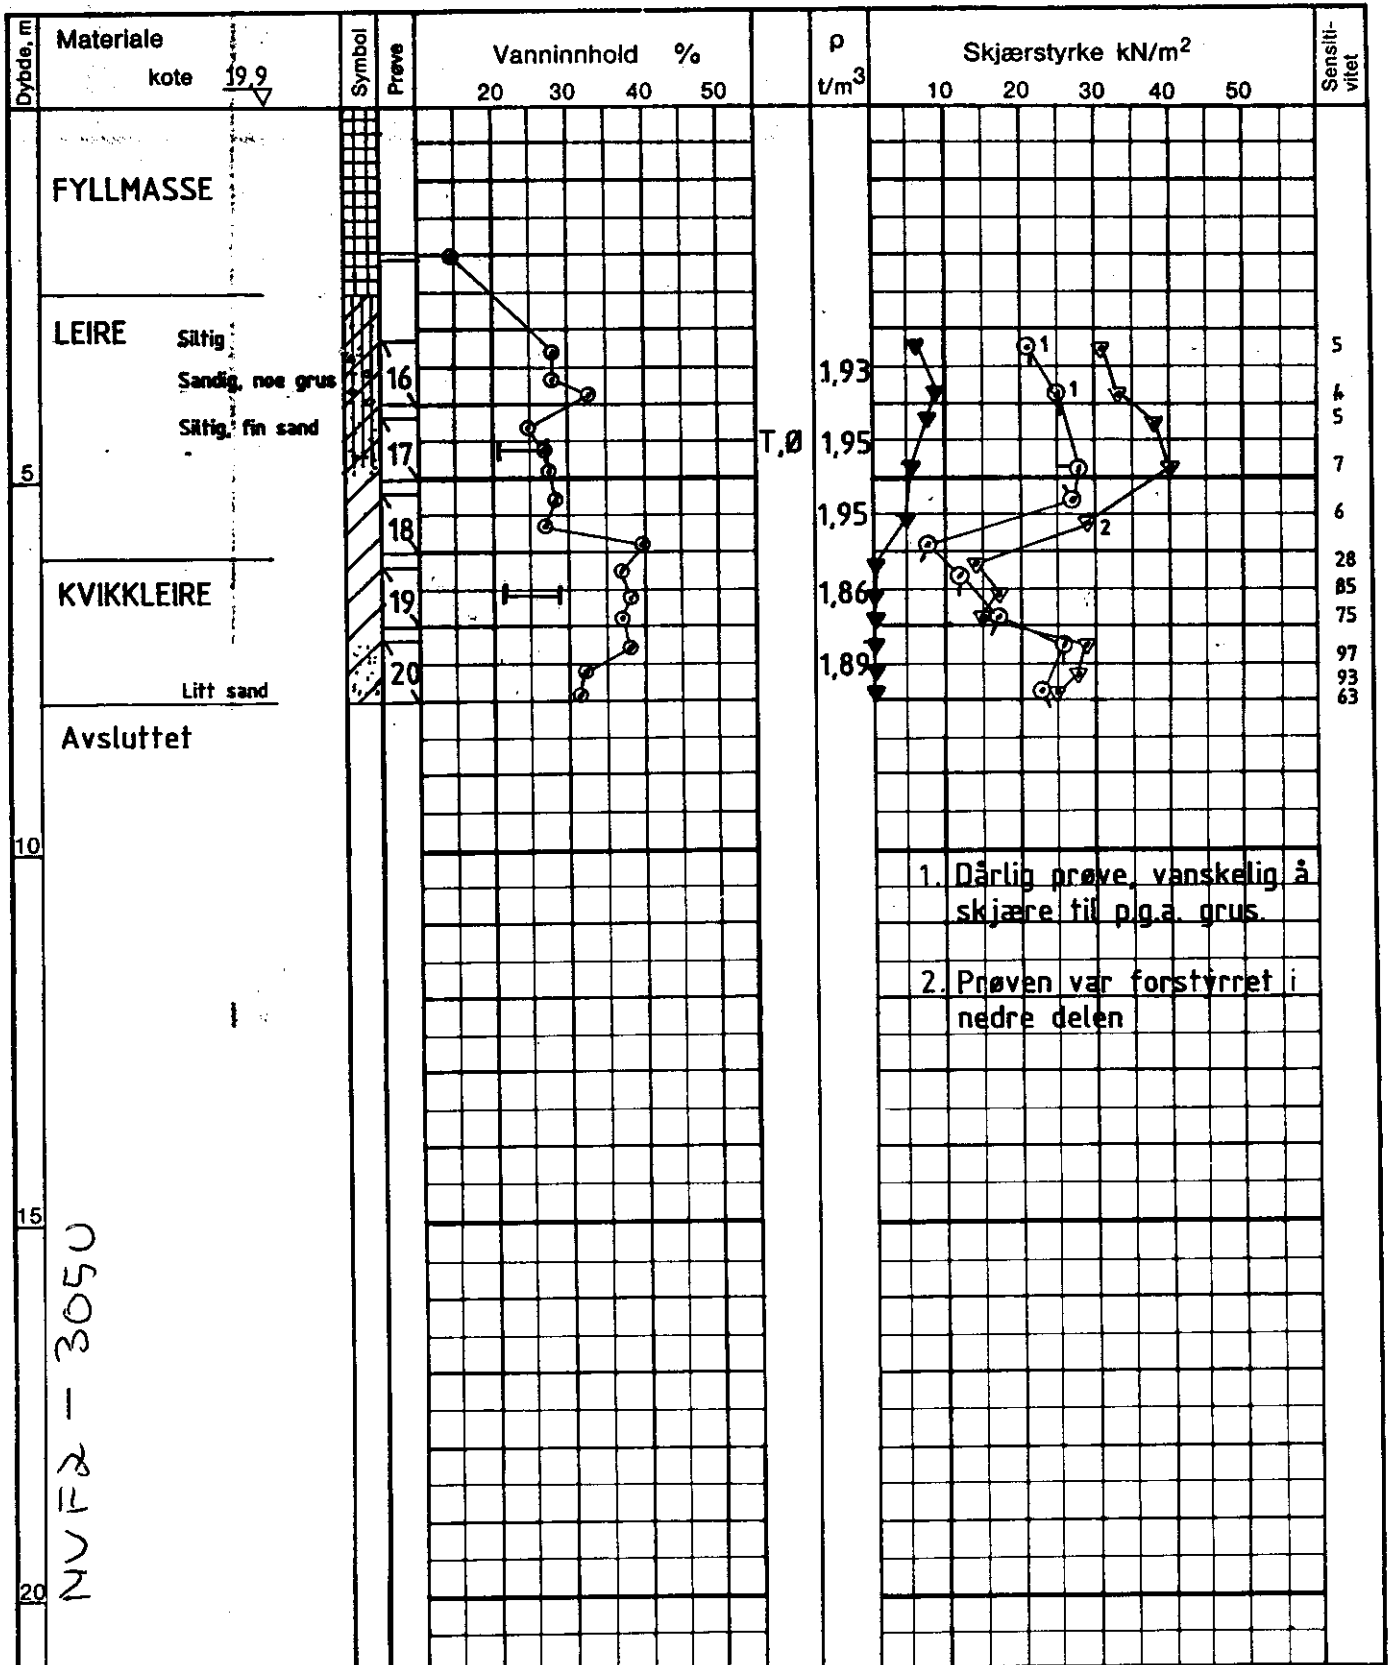 Dybde, m
Materiale
kote 19,9
Symbol
Prøve
Vanninnhold %
20 30 40 50
ρ
t/m³
Skjærstyrke kN/m²
10 20 30 40 50
Sensiti-
vitet
FYLLMASSE
LEIRE Siltig
Sandig, noe grus
Siltig, fin sand
16
17
18
19
20
T,Ø
1,93
1,95
1,95
1,86
1,89
1
1
2
5
4
5
7
6
28
85
75
97
93
63
5
KVIKKLEIRE
Litt sand
Avsluttet
10
1. Dårlig prøve, vanskelig å
skjære til p.g.a. grus.
2. Prøven var forstyrret i
nedre delen
15
20